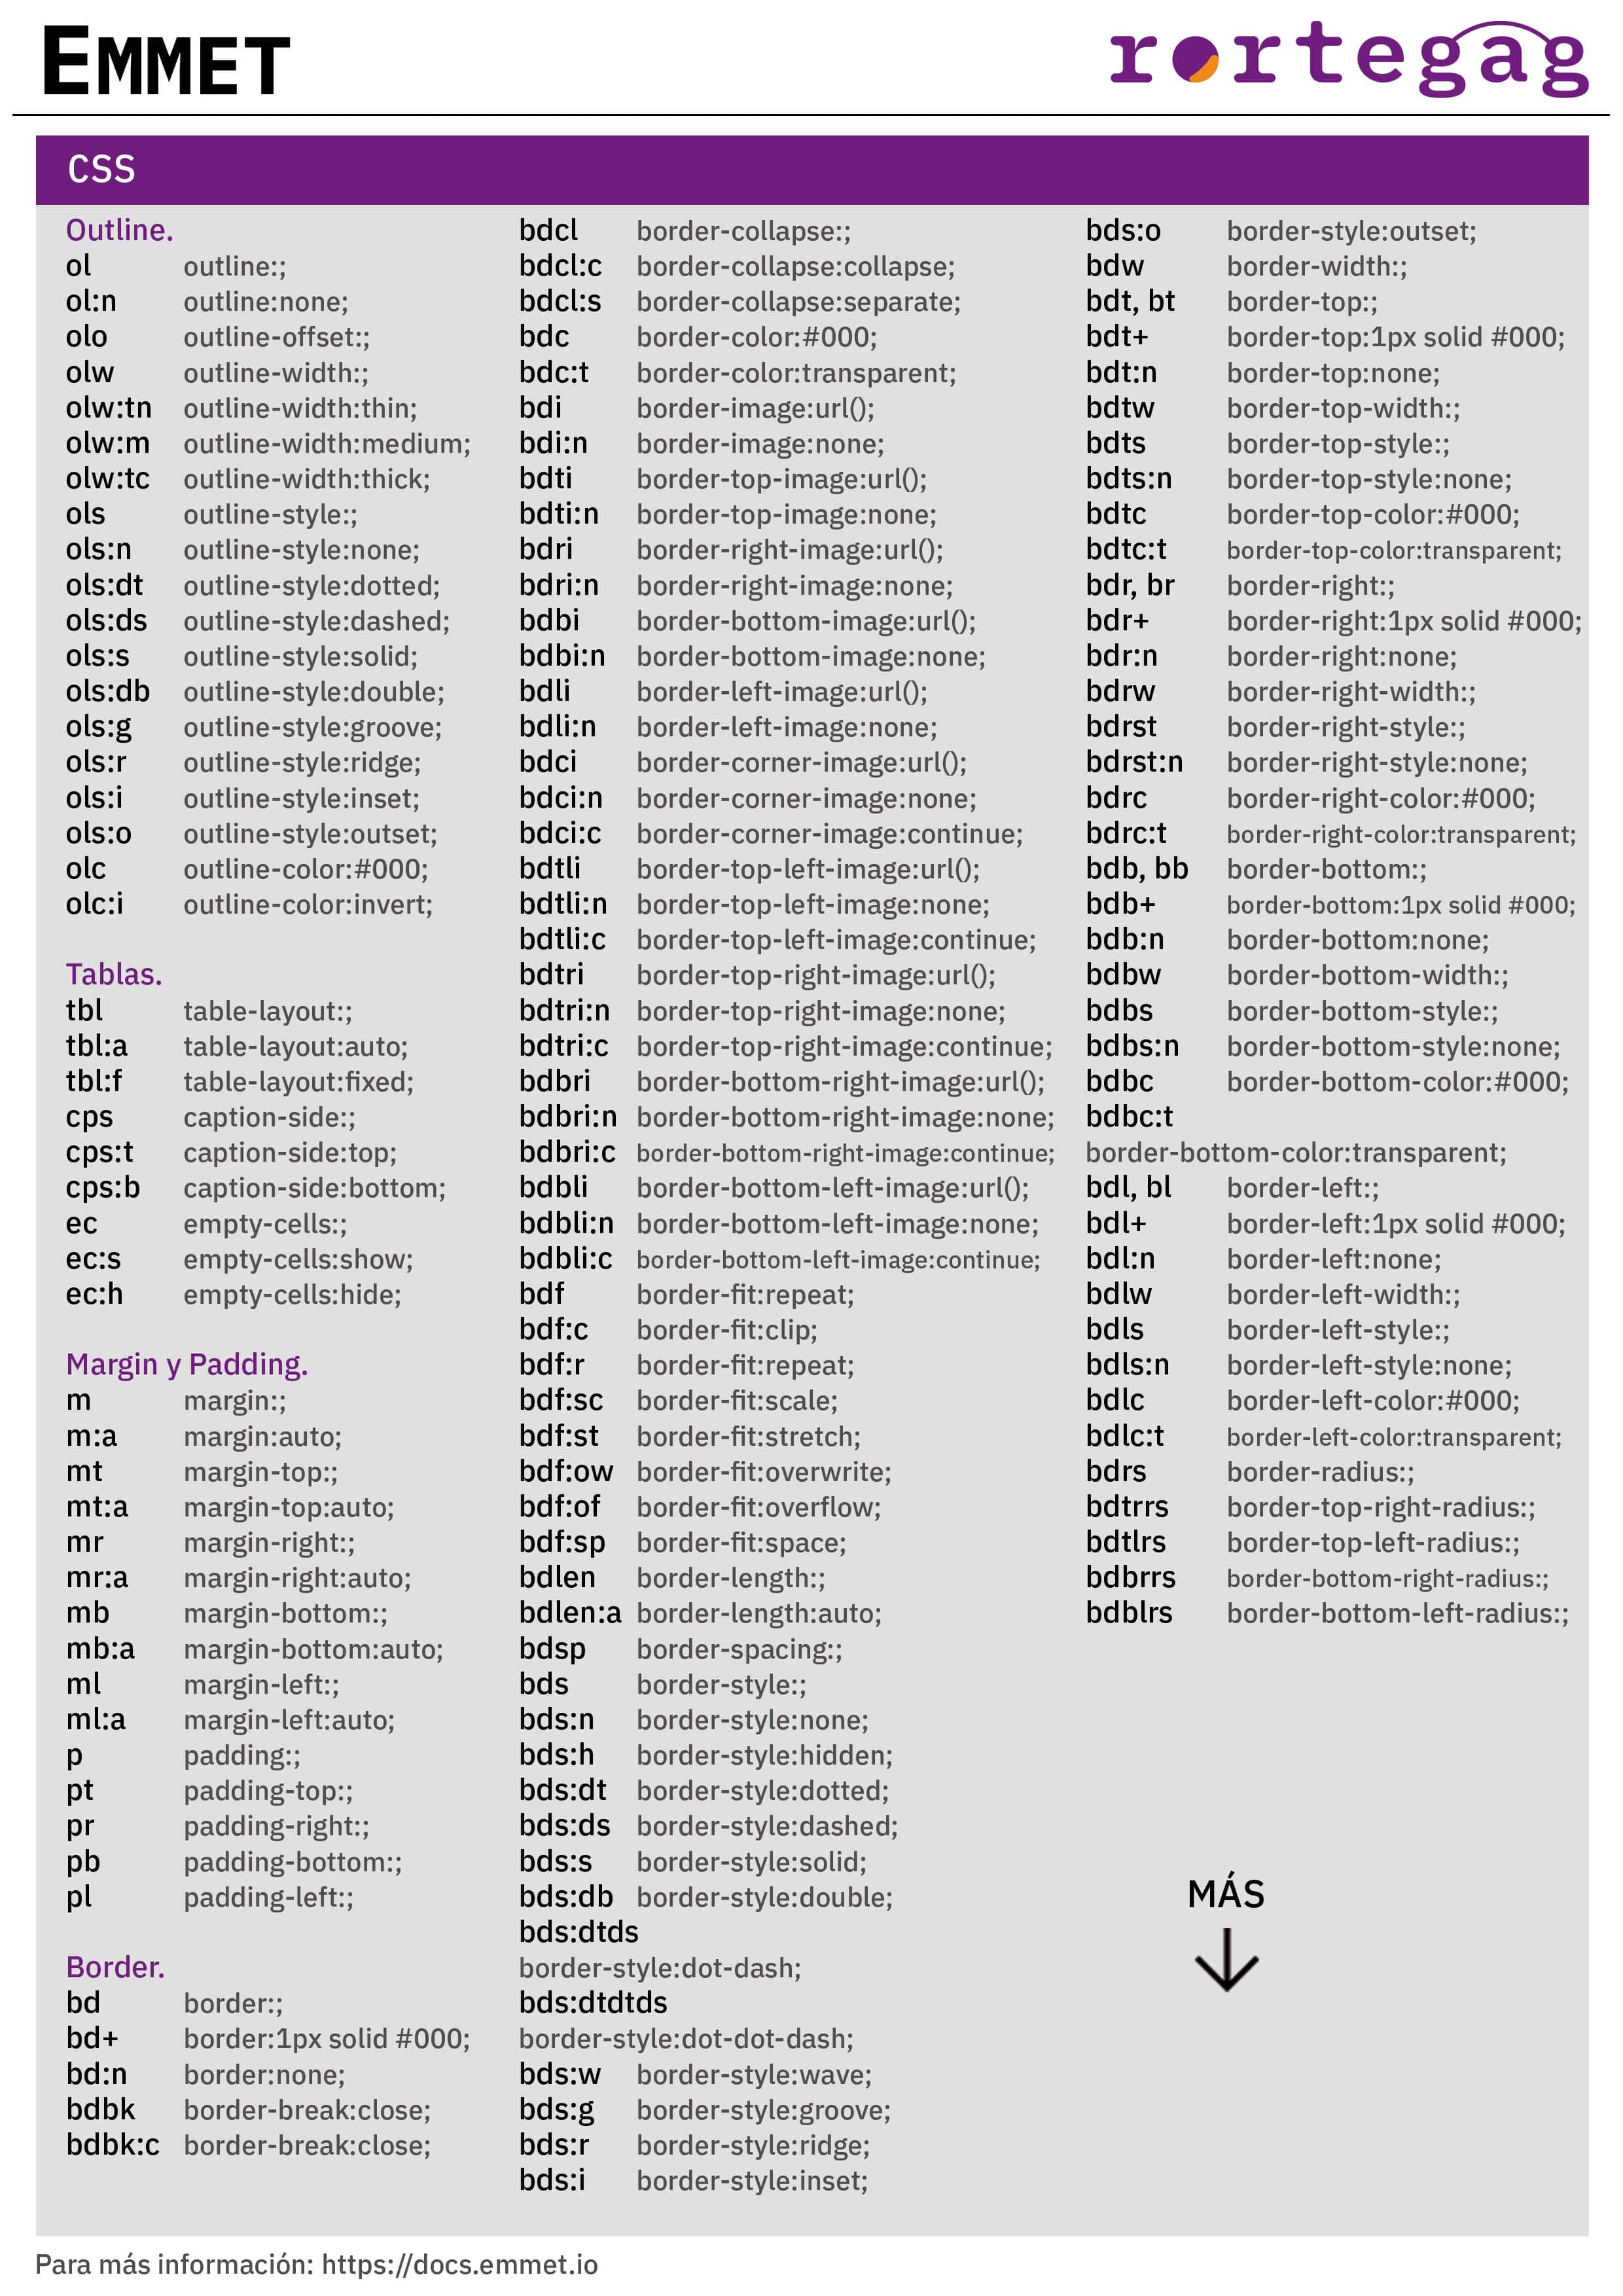 EMMET
rortegag
CSS
Outline.
ol outline:;
ol:n outline:none;
olo outline-offset:;
olw outline-width:;
olw:tn outline-width:thin;
olw:m outline-width:medium;
olw:tc outline-width:thick;
ols outline-style:;
ols:n outline-style:none;
ols:dt outline-style:dotted;
ols:ds outline-style:dashed;
ols:s outline-style:solid;
ols:db outline-style:double;
ols:g outline-style:groove;
ols:r outline-style:ridge;
ols:i outline-style:inset;
ols:o outline-style:outset;
olc outline-color:#000;
olc:i outline-color:invert;
Tablas.
tbl table-layout:;
tbl:a table-layout:auto;
tbl:f table-layout:fixed;
cps caption-side:;
cps:t caption-side:top;
cps:b caption-side:bottom;
ec empty-cells:;
ec:s empty-cells:show;
ec:h empty-cells:hide;
Margin y Padding.
m margin:;
m:a margin:auto;
mt margin-top:;
mt:a margin-top:auto;
mr margin-right:;
mr:a margin-right:auto;
mb margin-bottom:;
mb:a margin-bottom:auto;
ml margin-left:;
ml:a margin-left:auto;
p padding:;
pt padding-top:;
pr padding-right:;
pb padding-bottom:;
pl padding-left:;
Border.
bd border:;
bd+ border:1px solid #000;
bd:n border:none;
bdbk border-break:close;
bdbk:c border-break:close;
bdcl border-collapse:;
bdcl:c border-collapse:collapse;
bdcl:s border-collapse:separate;
bdc border-color:#000;
bdc:t border-color:transparent;
bdi border-image:url();
bdi:n border-image:none;
bdti border-top-image:url();
bdti:n border-top-image:none;
bdri border-right-image:url();
bdri:n border-right-image:none;
bdbi border-bottom-image:url();
bdbi:n border-bottom-image:none;
bdli border-left-image:url();
bdli:n border-left-image:none;
bdci border-corner-image:url();
bdci:n border-corner-image:none;
bdci:c border-corner-image:continue;
bdtli border-top-left-image:url();
bdtli:n border-top-left-image:none;
bdtli:c border-top-left-image:continue;
bdtri border-top-right-image:url();
bdtri:n border-top-right-image:none;
bdtri:c border-top-right-image:continue;
bdbri border-bottom-right-image:url();
bdbri:n border-bottom-right-image:none;
bdbri:c border-bottom-right-image:continue;
bdbli border-bottom-left-image:url();
bdbli:n border-bottom-left-image:none;
bdbli:c border-bottom-left-image:continue;
bdf border-fit:repeat;
bdf:c border-fit:clip;
bdf:r border-fit:repeat;
bdf:sc border-fit:scale;
bdf:st border-fit:stretch;
bdf:ow border-fit:overwrite;
bdf:of border-fit:overflow;
bdf:sp border-fit:space;
bdlen border-length:;
bdlen:a border-length:auto;
bdsp border-spacing:;
bds border-style:;
bds:n border-style:none;
bds:h border-style:hidden;
bds:dt border-style:dotted;
bds:ds border-style:dashed;
bds:s border-style:solid;
bds:db border-style:double;
bds:dtds
border-style:dot-dash;
bds:dtdtds
border-style:dot-dot-dash;
bds:w border-style:wave;
bds:g border-style:groove;
bds:r border-style:ridge;
bds:i border-style:inset;
bds:o border-style:outset;
bdw border-width:;
bdt, bt border-top:;
bdt+ border-top:1px solid #000;
bdt:n border-top:none;
bdtw border-top-width:;
bdts border-top-style:;
bdts:n border-top-style:none;
bdtc border-top-color:#000;
bdtc:t border-top-color:transparent;
bdr, br border-right:;
bdr+ border-right:1px solid #000;
bdr:n border-right:none;
bdrw border-right-width:;
bdrst border-right-style:;
bdrst:n border-right-style:none;
bdrc border-right-color:#000;
bdrc:t border-right-color:transparent;
bdb, bb border-bottom:;
bdb+ border-bottom:1px solid #000;
bdb:n border-bottom:none;
bdbw border-bottom-width:;
bdbs border-bottom-style:;
bdbs:n border-bottom-style:none;
bdbc border-bottom-color:#000;
bdbc:t
border-bottom-color:transparent;
bdl, bl border-left:;
bdl+ border-left:1px solid #000;
bdl:n border-left:none;
bdlw border-left-width:;
bdls border-left-style:;
bdls:n border-left-style:none;
bdlc border-left-color:#000;
bdlc:t border-left-color:transparent;
bdrs border-radius:;
bdtrrs border-top-right-radius:;
bdtlrs border-top-left-radius:;
bdbrrs border-bottom-right-radius:;
bdblrs border-bottom-left-radius:;
MÁS
Para más información: https://docs.emmet.io